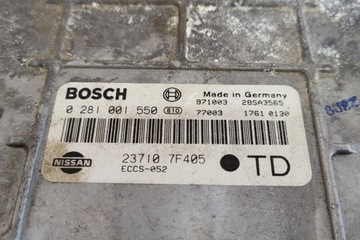 BOSCH
Made in Germany
971003 28SA3565
0 281 001 550 810
77003 1761 0130
NISSAN
23710 7F405
ECCS-052
TD